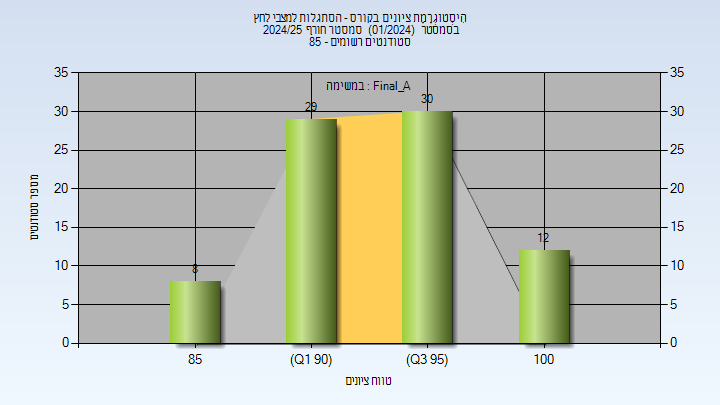 היסטוגרמת ציונים בקורס - הסתגלות למצבי לחץ
בסמסטר (01/2024) סמסטר חורף 2024/25
סטודנטים רשומים - 85
במשימה : Final_A
35 35
30 30
25 25
20 20
15 15
10 10
5 5
0 0
8 29 30 12
85 (Q1 90) (Q3 95) 100
מספר סטודנטים
טווח ציונים